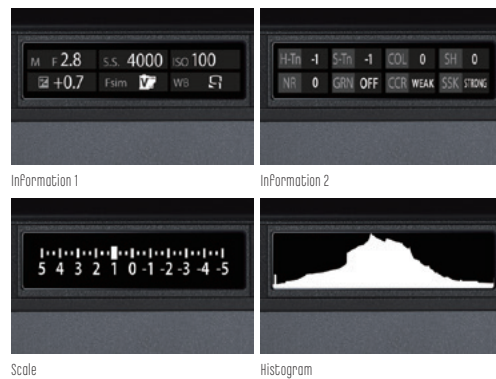 M F2.8 S.S. 4000 ISO 100
+0.7 Fsim V WB
Information 1
H-Tn -1 S-Tn -1 COL 0 SH 0
NR 0 GRN OFF CCR WEAK SSK STRONG
Information 2
5 4 3 2 1 0 -1 -2 -3 -4 -5
Scale
Histogram